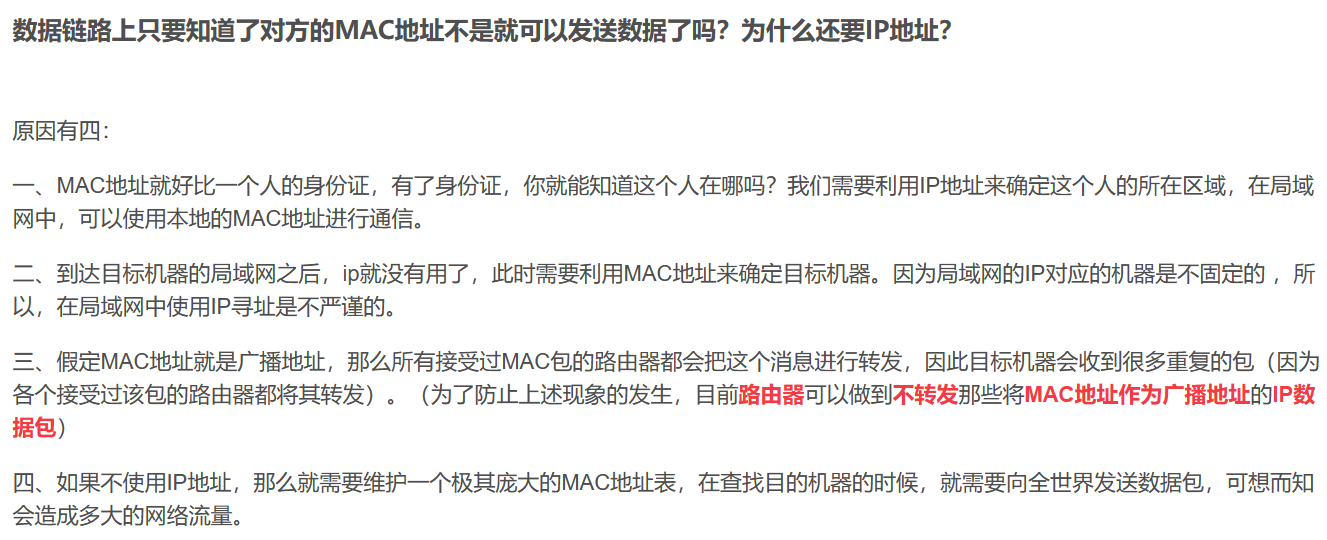 数据链路上只要知道了对方的MAC地址不是就可以发送数据了吗？为什么还要IP地址？
原因有四：
一、MAC地址就好比一个人的身份证，有了身份证，你就能知道这个人在哪吗？我们需要利用IP地址来确定这个人的所在区域，在局域
网中，可以使用本地的MAC地址进行通信。
二、到达目标机器的局域网之后，ip就没有用了，此时需要利用MAC地址来确定目标机器。因为局域网的IP对应的机器是不固定的 ，所
以，在局域网中使用IP寻址是不严谨的。
三、假定MAC地址就是广播地址，那么所有接受过MAC包的路由器都会把这个消息进行转发，因此目标机器会收到很多重复的包（因为
各个接受过该包的路由器都将其转发）。（为了防止上述现象的发生，目前路由器可以做到不转发那些将MAC地址作为广播地址的IP数
据包）
四、如果不使用IP地址，那么就需要维护一个极其庞大的MAC地址表，在查找目的机器的时候，就需要向全世界发送数据包，可想而知
会造成多大的网络流量。